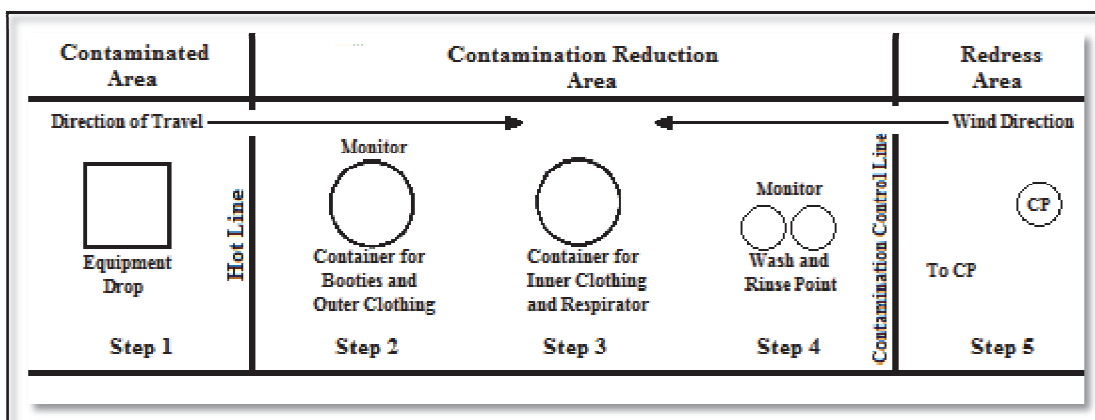 Contaminated
Area
Contamination Reduction
Area
Redress
Area
Direction of Travel
Wind Direction
Hot Line
Monitor
Monitor
Contamination Control Line
CP
Equipment
Drop
Container for
Booties and
Outer Clothing
Container for
Inner Clothing
and Respirator
Wash and
Rinse Point
To CP
Step 1
Step 2
Step 3
Step 4
Step 5